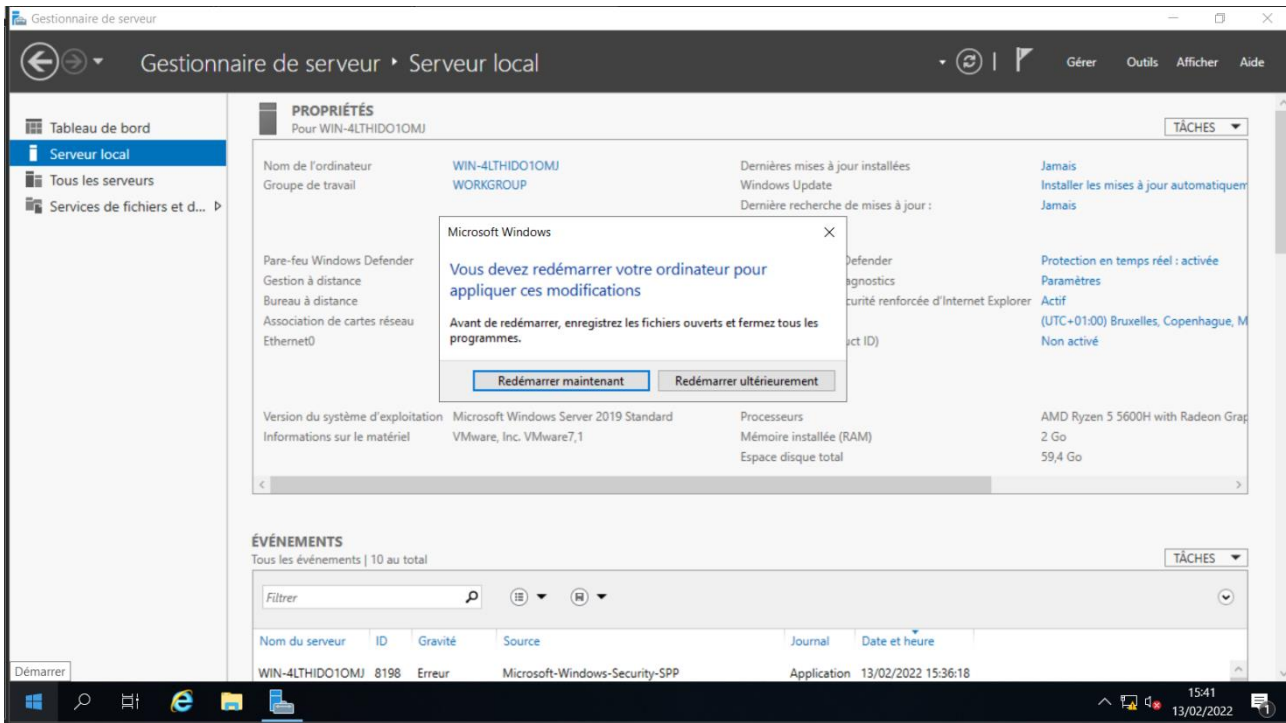 Gestionnaire de serveur
Gestionnaire de serveur ‣ Serveur local
Gérer Outils Afficher Aide
Tableau de bord
Serveur local
Tous les serveurs
Services de fichiers et d...
PROPRIÉTÉS
Pour WIN-4LTHIDO1OMJ
TÂCHES
Nom de l'ordinateur WIN-4LTHIDO1OMJ Dernières mises à jour installées Jamais
Groupe de travail WORKGROUP Windows Update Installer les mises à jour automatiquem
Dernière recherche de mises à jour : Jamais
Microsoft Windows
Vous devez redémarrer votre ordinateur pour
appliquer ces modifications
Avant de redémarrer, enregistrez les fichiers ouverts et fermez tous les
programmes.
Redémarrer maintenant Redémarrer ultérieurement
Pare-feu Windows Defender Defender Protection en temps réel : activée
Gestion à distance agnostics Paramètres
Bureau à distance curité renforcée d'Internet Explorer Actif
Association de cartes réseau (UTC+01:00) Bruxelles, Copenhague, M
Ethernet0 uct ID) Non activé
Version du système d'exploitation Microsoft Windows Server 2019 Standard Processeurs AMD Ryzen 5 5600H with Radeon Grap
Informations sur le matériel VMware, Inc. VMware7,1 Mémoire installée (RAM) 2 Go
Espace disque total 59,4 Go
ÉVÉNEMENTS
Tous les événements | 10 au total
TÂCHES
Filtrer
Nom du serveur ID Gravité Source Journal Date et heure
WIN-4LTHIDO1OMJ 8198 Erreur Microsoft-Windows-Security-SPP Application 13/02/2022 15:36:18
Démarrer
15:41
13/02/2022
1